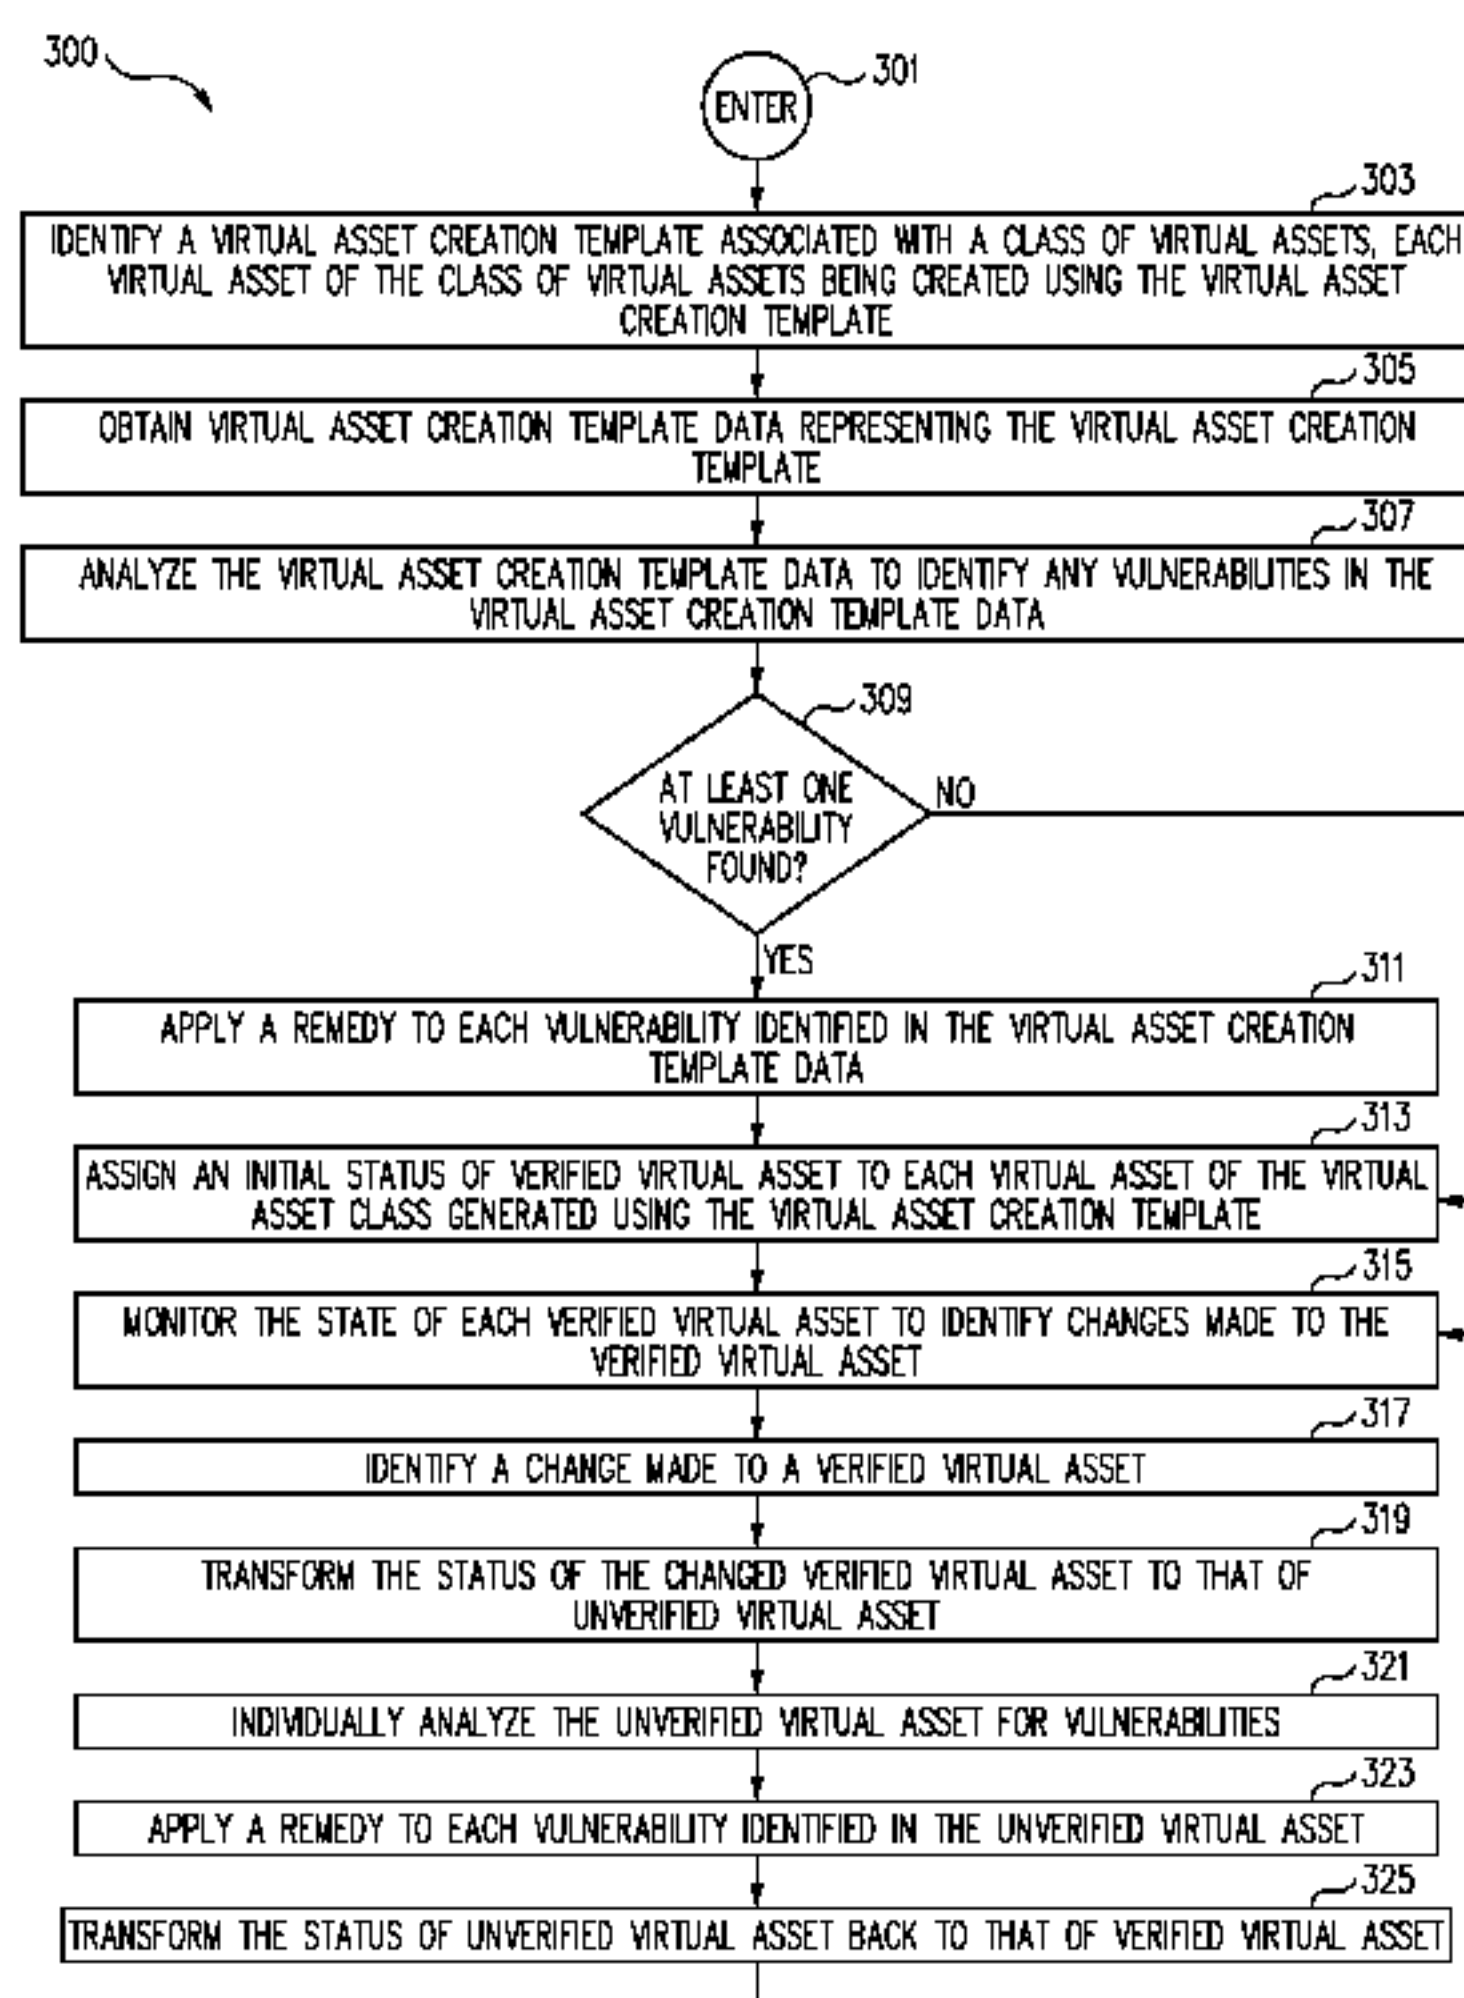 300
301
ENTER
303
IDENTIFY A VIRTUAL ASSET CREATION TEMPLATE ASSOCIATED WITH A CLASS OF VIRTUAL ASSETS, EACH
VIRTUAL ASSET OF THE CLASS OF VIRTUAL ASSETS BEING CREATED USING THE VIRTUAL ASSET
CREATION TEMPLATE
305
OBTAIN VIRTUAL ASSET CREATION TEMPLATE DATA REPRESENTING THE VIRTUAL ASSET CREATION
TEMPLATE
307
ANALYZE THE VIRTUAL ASSET CREATION TEMPLATE DATA TO IDENTIFY ANY VULNERABILITIES IN THE
VIRTUAL ASSET CREATION TEMPLATE DATA
309
AT LEAST ONE
VULNERABILITY
FOUND?
NO
YES
311
APPLY A REMEDY TO EACH VULNERABILITY IDENTIFIED IN THE VIRTUAL ASSET CREATION
TEMPLATE DATA
313
ASSIGN AN INITIAL STATUS OF VERIFIED VIRTUAL ASSET TO EACH VIRTUAL ASSET OF THE VIRTUAL
ASSET CLASS GENERATED USING THE VIRTUAL ASSET CREATION TEMPLATE
315
MONITOR THE STATE OF EACH VERIFIED VIRTUAL ASSET TO IDENTIFY CHANGES MADE TO THE
VERIFIED VIRTUAL ASSET
317
IDENTIFY A CHANGE MADE TO A VERIFIED VIRTUAL ASSET
319
TRANSFORM THE STATUS OF THE CHANGED VERIFIED VIRTUAL ASSET TO THAT OF
UNVERIFIED VIRTUAL ASSET
321
INDIVIDUALLY ANALYZE THE UNVERIFIED VIRTUAL ASSET FOR VULNERABILITIES
323
APPLY A REMEDY TO EACH VULNERABILITY IDENTIFIED IN THE UNVERIFIED VIRTUAL ASSET
325
TRANSFORM THE STATUS OF UNVERIFIED VIRTUAL ASSET BACK TO THAT OF VERIFIED VIRTUAL ASSET